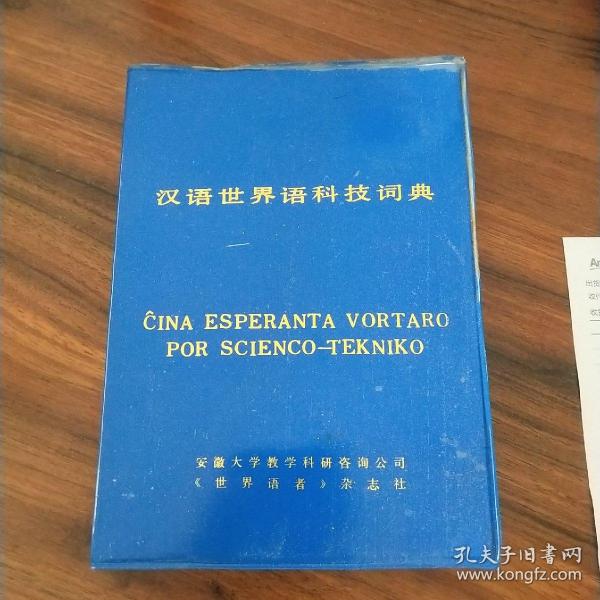 汉语世界语科技词典
ĈINA ESPERANTA VORTARO
POR SCIENCO-TEKNIKO
安徽大学教学科研咨询公司
《世界语者》杂志社
孔夫子旧书网
www.kongfz.com